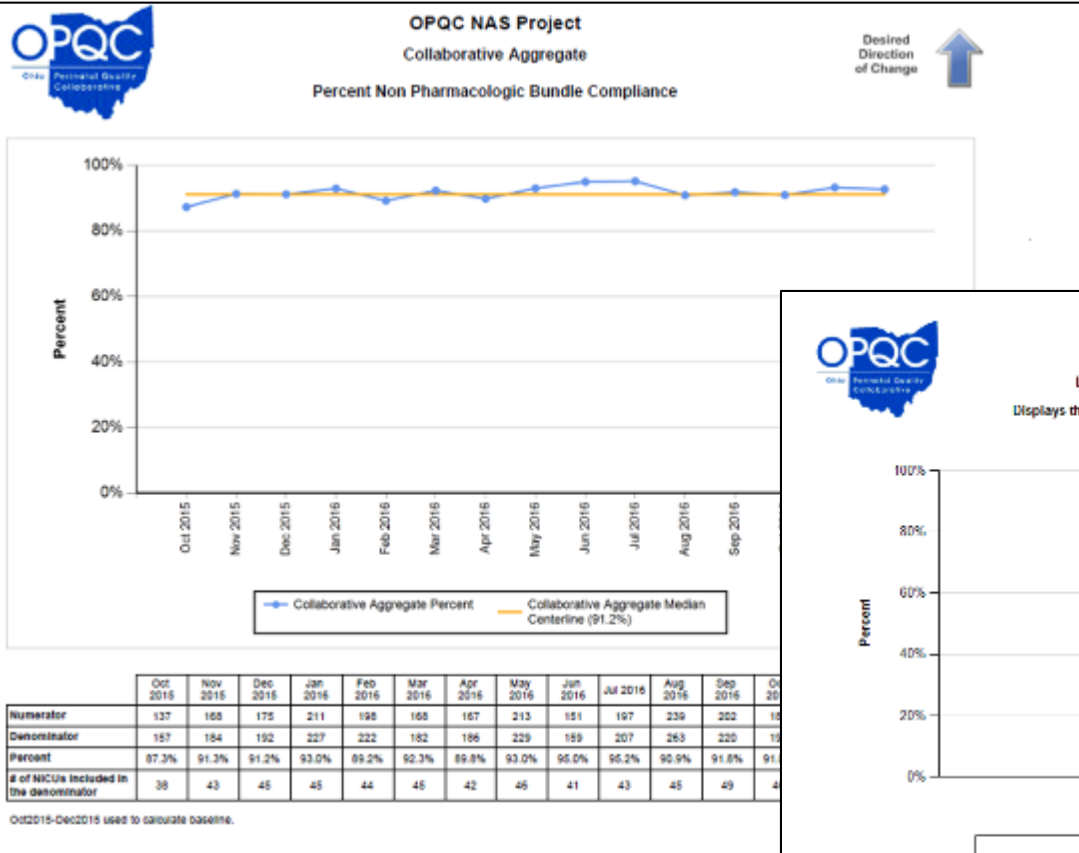 OPQC
Ohio Perinatal Quality
Collaborative
OPQC NAS Project
Collaborative Aggregate
Percent Non Pharmacologic Bundle Compliance
Desired
Direction
of Change
100%
80%
60%
40%
20%
0%
Percent
Oct 2015
Nov 2015
Dec 2015
Jan 2016
Feb 2016
Mar 2016
Apr 2016
May 2016
Jun 2016
Jul 2016
Aug 2016
Sep 2016
Collaborative Aggregate Percent
Collaborative Aggregate Median
Centerline (91.2%)
Oct 2015 Nov 2015 Dec 2015 Jan 2016 Feb 2016 Mar 2016 Apr 2016 May 2016 Jun 2016 Jul 2016 Aug 2016 Sep 2016
Numerator 137 168 175 211 198 168 167 213 151 197 239 202
Denominator 157 184 192 227 222 182 186 229 159 207 263 220
Percent 87.3% 91.3% 91.2% 93.0% 89.2% 92.3% 89.8% 93.0% 95.0% 95.2% 90.9% 91.8%
# of NICUs included in
the denominator 38 43 45 45 44 45 42 46 41 43 45 49
Oct2015-Dec2015 used to calculate baseline.
OPQC
Ohio Perinatal Quality
Collaborative
Displays th
100%
80%
60%
40%
20%
0%
Percent